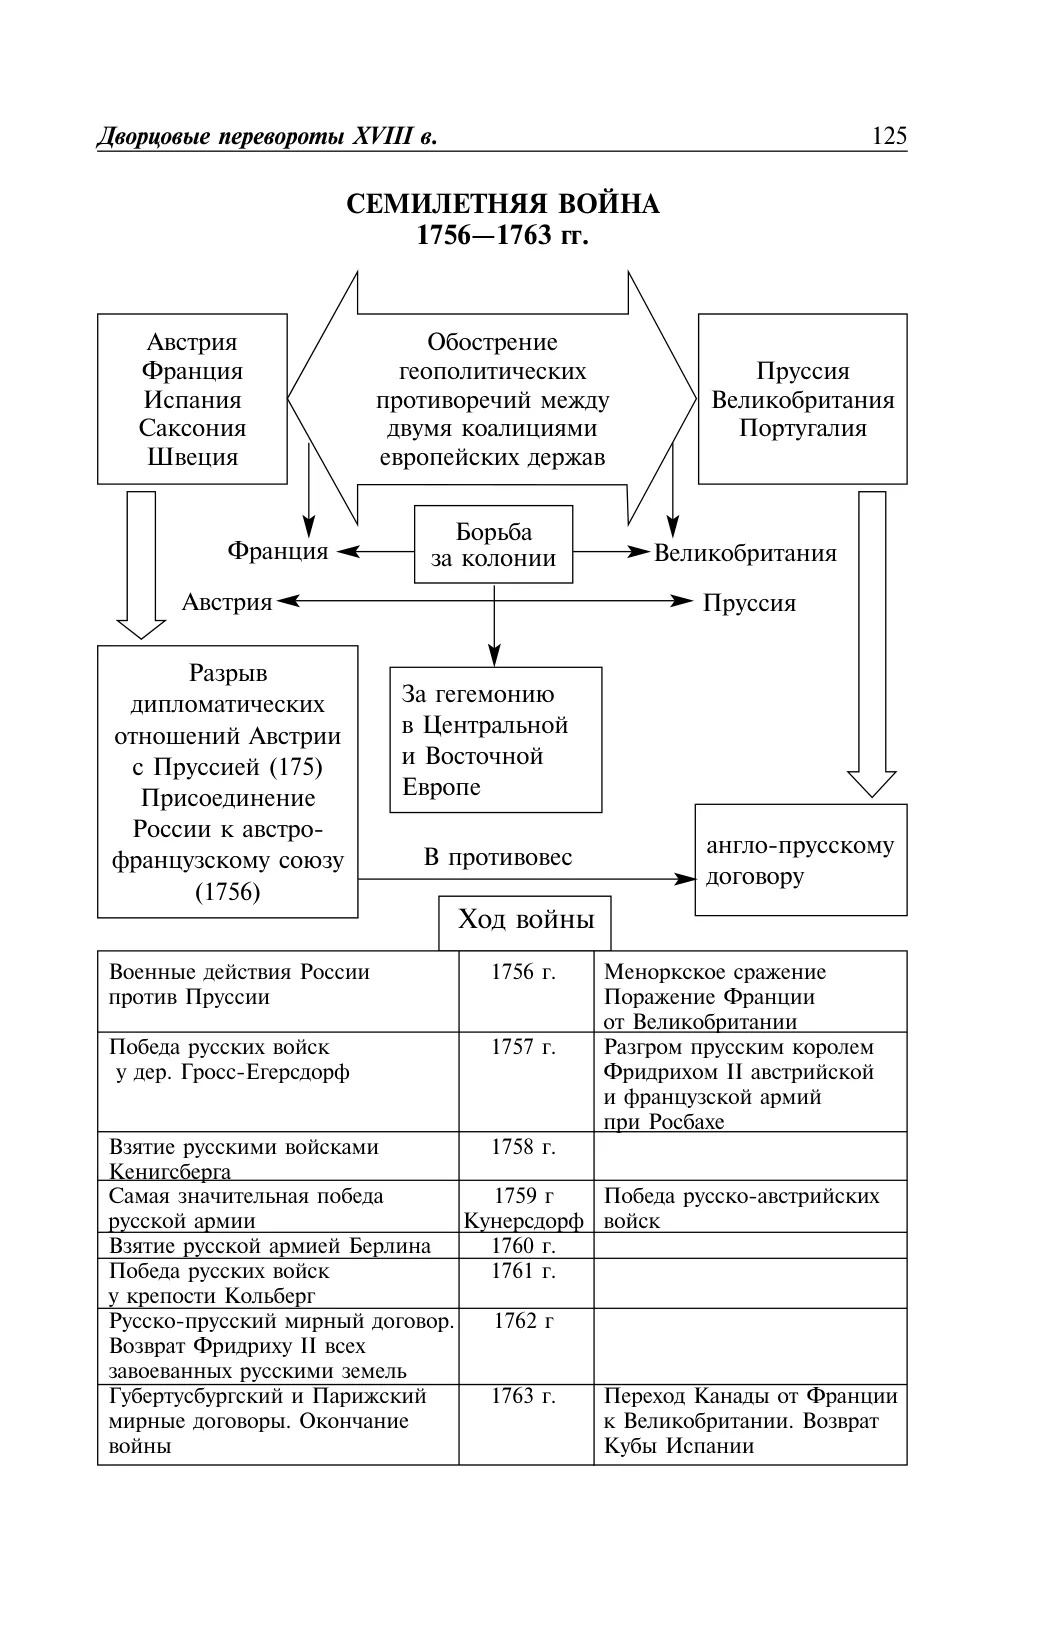 Дворцовые перевороты XVIII в.
125
СЕМИЛЕТНЯЯ ВОЙНА
1756—1763 гг.
Австрия
Франция
Испания
Саксония
Швеция
Обострение
геополитических
противоречий между
двумя коалициями
европейских держав
Пруссия
Великобритания
Португалия
Борьба
за колонии
Франция
Великобритания
Австрия
Пруссия
Разрыв
дипломатических
отношений Австрии
с Пруссией (175)
Присоединение
России к австро-
французскому союзу
(1756)
За гегемонию
в Центральной
и Восточной
Европе
В противовес
англо-прусскому
договору
Ход войны
Военные действия России
против Пруссии
1756 г.
Меноркское сражение
Поражение Франции
от Великобритании
Победа русских войск
у дер. Гросс-Егерсдорф
1757 г.
Разгром прусским королем
Фридрихом II австрийской
и французской армий
при Росбахе
Взятие русскими войсками
Кенигсберга
1758 г.
Самая значительная победа
русской армии
1759 г
Кунерсдорф
Победа русско-австрийских
войск
Взятие русской армией Берлина
1760 г.
Победа русских войск
у крепости Кольберг
1761 г.
Русско-прусский мирный договор.
Возврат Фридриху II всех
завоеванных русскими земель
1762 г
Губертусбургский и Парижский
мирные договоры. Окончание
войны
1763 г.
Переход Канады от Франции
к Великобритании. Возврат
Кубы Испании